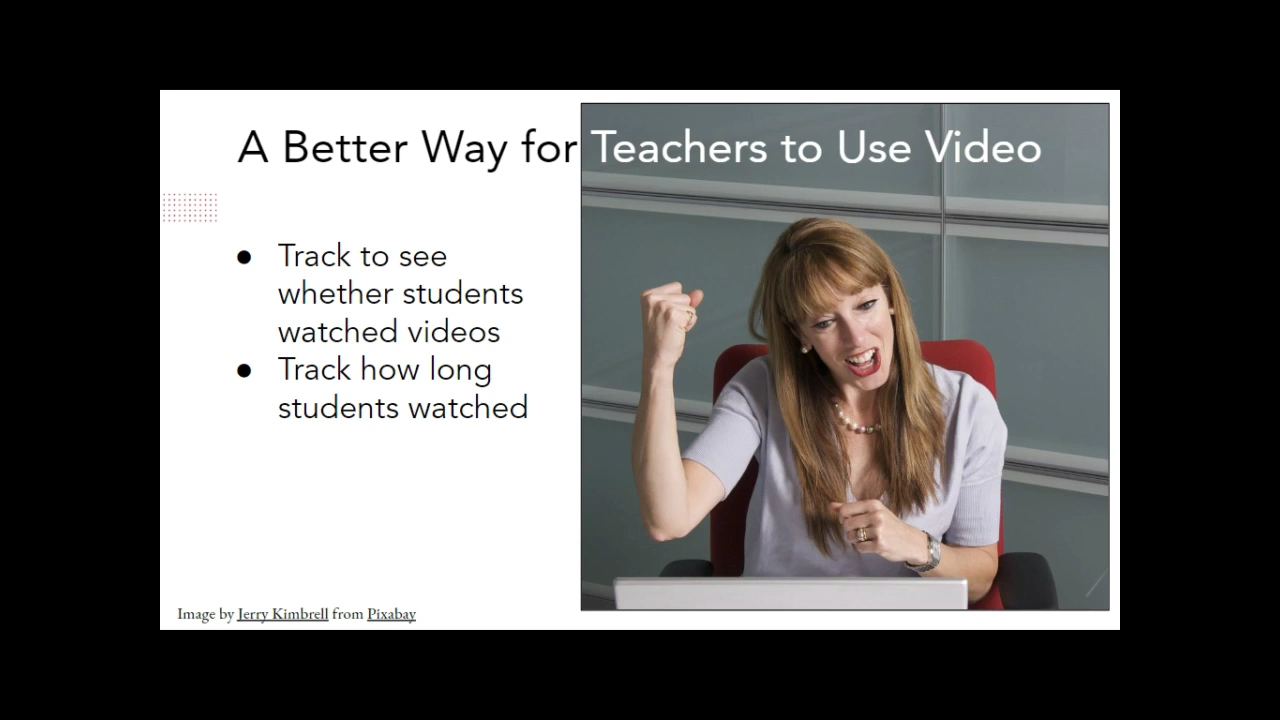 A Better Way for Teachers to Use Video
● Track to see
whether students
watched videos
● Track how long
students watched
Image by Jerry Kimbrell from Pixabay